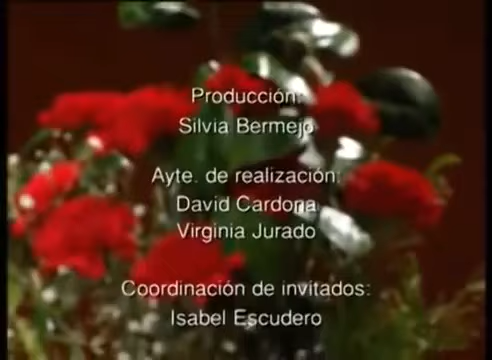 Producción:
Silvia Bermejo
Ayte. de realización:
David Cardona
Virginia Jurado
Coordinación de invitados:
Isabel Escudero